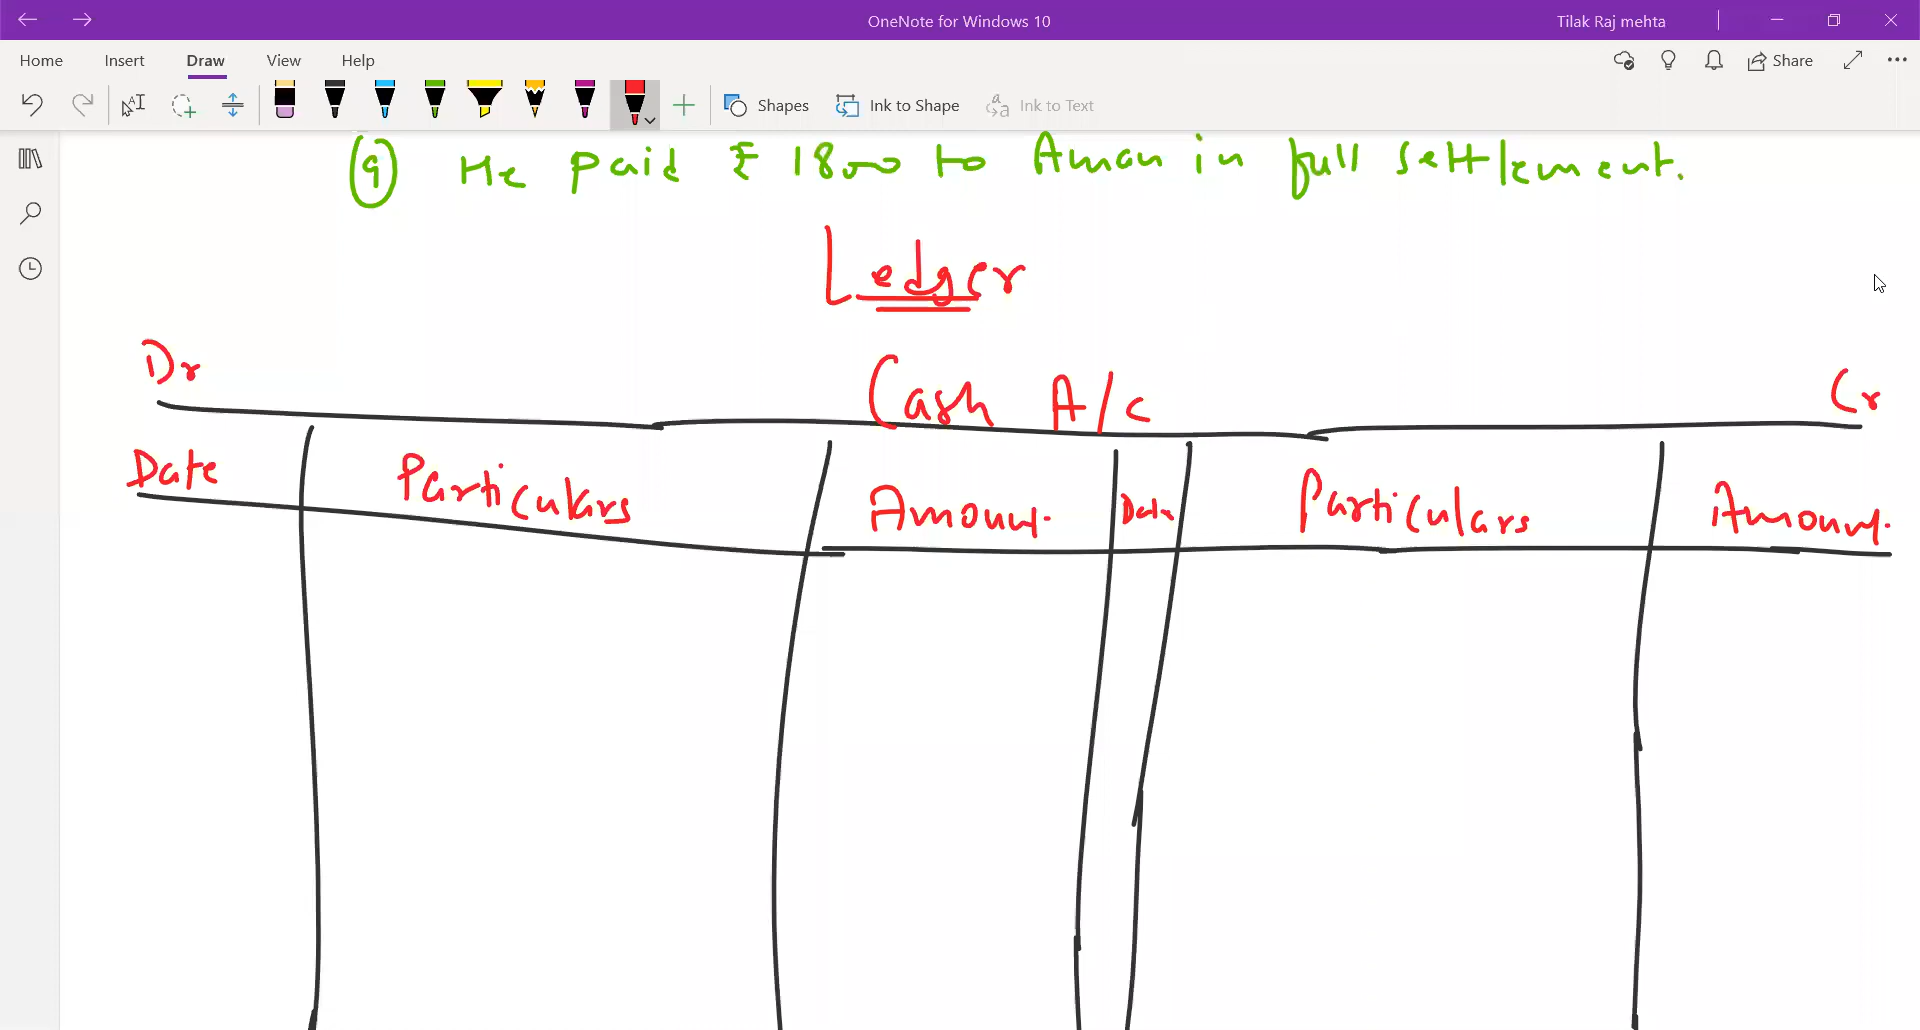 OneNote for Windows 10
Tilak Raj mehta
Home Insert Draw View Help
Share
Shapes Ink to Shape Ink to Text
(9) He paid ₹ 1800 to Aman in full settlement.
Ledger
Dr Cash A/c Cr
Date Particulars Amount. Date Particulars Amount.